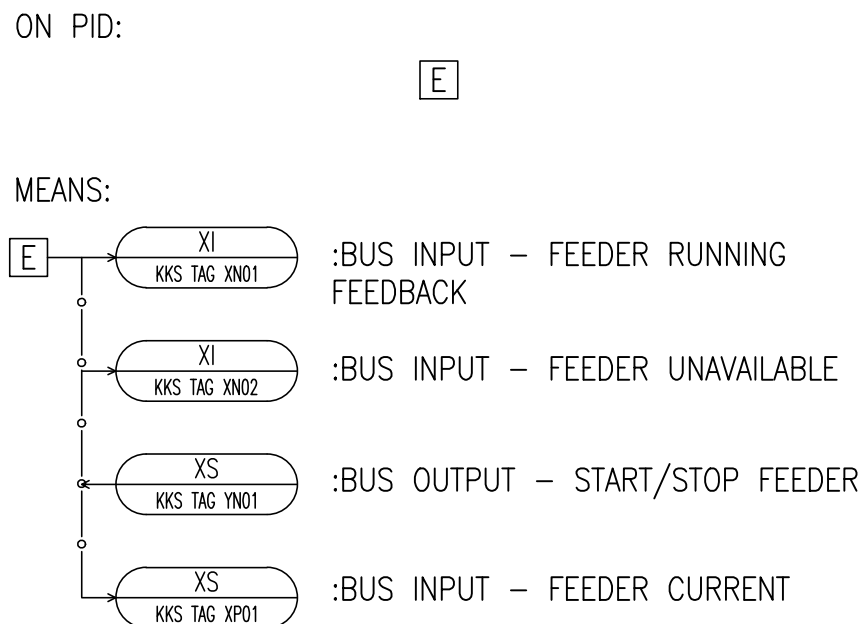 ON PID:
E
MEANS:
E
XI
KKS TAG XN01
:BUS INPUT – FEEDER RUNNING
FEEDBACK
XI
KKS TAG XN02
:BUS INPUT – FEEDER UNAVAILABLE
XS
KKS TAG YN01
:BUS OUTPUT – START/STOP FEEDER
XS
KKS TAG XP01
:BUS INPUT – FEEDER CURRENT